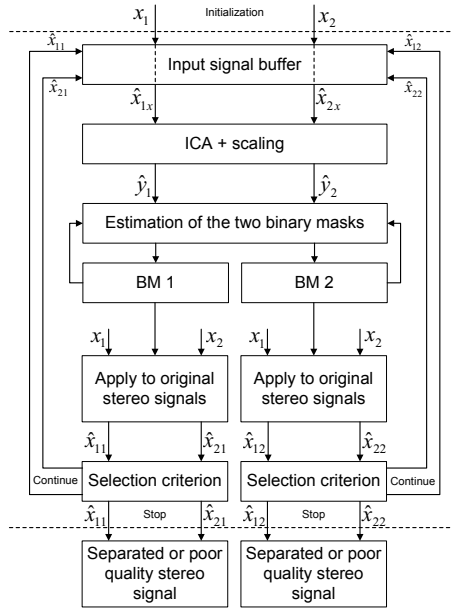 x₁ Initialization x₂
x̂₁₁ x̂₁₂
Input signal buffer
x̂₂₁ x̂₂₂
x̂₁ₓ x̂₂ₓ
ICA + scaling
ŷ₁ ŷ₂
Estimation of the two binary masks
BM 1 BM 2
x₁ x₂ x₁ x₂
Apply to original Apply to original
stereo signals stereo signals
x̂₁₁ x̂₂₁ x̂₁₂ x̂₂₂
Continue Selection criterion Selection criterion Continue
x̂₁₁ Stop x̂₂₁ x̂₁₂ Stop x̂₂₂
Separated or poor Separated or poor
quality stereo quality stereo
signal signal